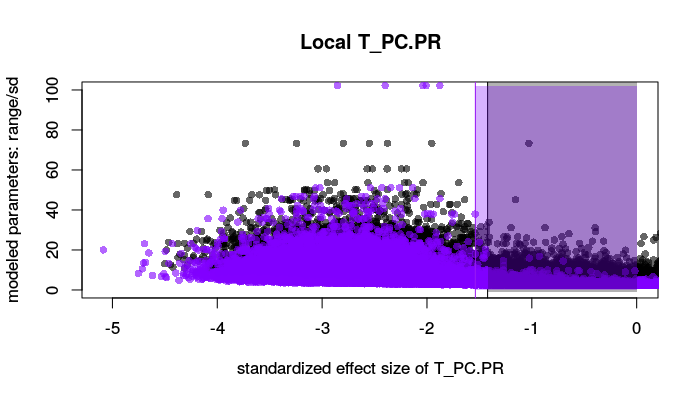 Local T_PC.PR
modeled parameters: range/sd
100
80
60
40
20
0
-5 -4 -3 -2 -1 0
standardized effect size of T_PC.PR